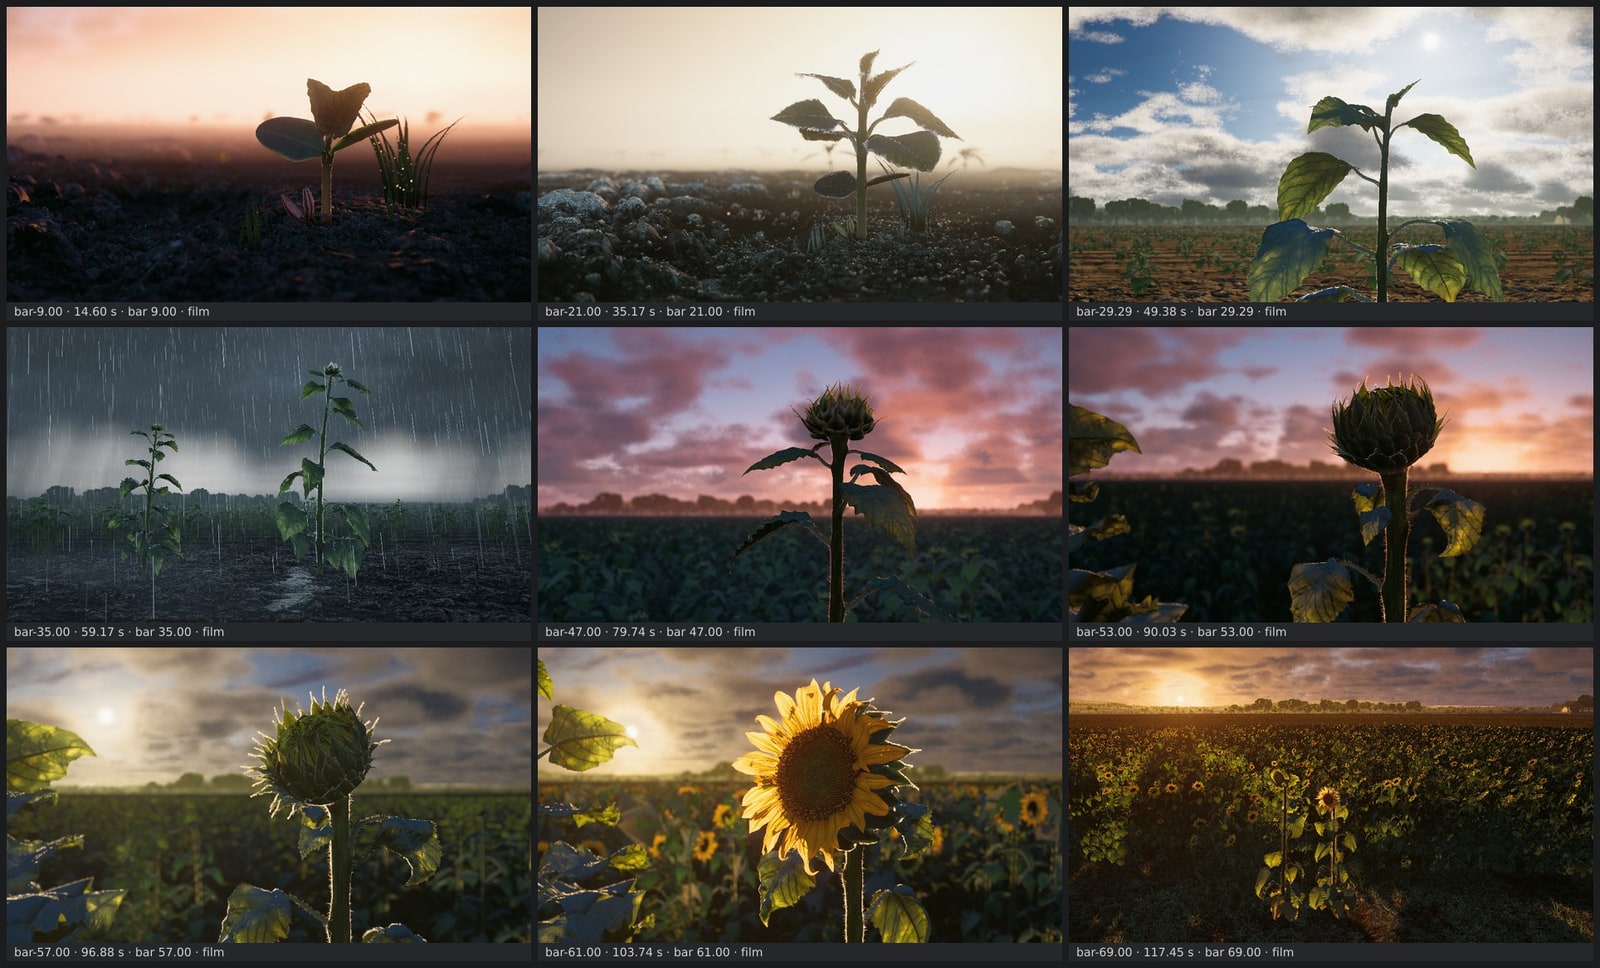 bar-9.00 · 14.60 s · bar 9.00 · film
bar-21.00 · 35.17 s · bar 21.00 · film
bar-29.29 · 49.38 s · bar 29.29 · film
bar-35.00 · 59.17 s · bar 35.00 · film
bar-47.00 · 79.74 s · bar 47.00 · film
bar-53.00 · 90.03 s · bar 53.00 · film
bar-57.00 · 96.88 s · bar 57.00 · film
bar-61.00 · 103.74 s · bar 61.00 · film
bar-69.00 · 117.45 s · bar 69.00 · film